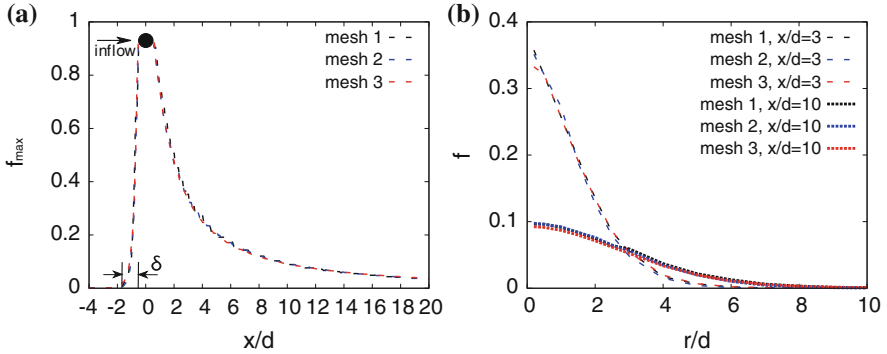 (a)
1
0.8
0.6
0.4
0.2
0
fmax
inflow
δ
mesh 1
mesh 2
mesh 3
-4 -2 0 2 4 6 8 10 12 14 16 18 20
x/d
(b)
0.4
0.3
0.2
0.1
0
f
mesh 1, x/d=3
mesh 2, x/d=3
mesh 3, x/d=3
mesh 1, x/d=10
mesh 2, x/d=10
mesh 3, x/d=10
0 2 4 6 8 10
r/d